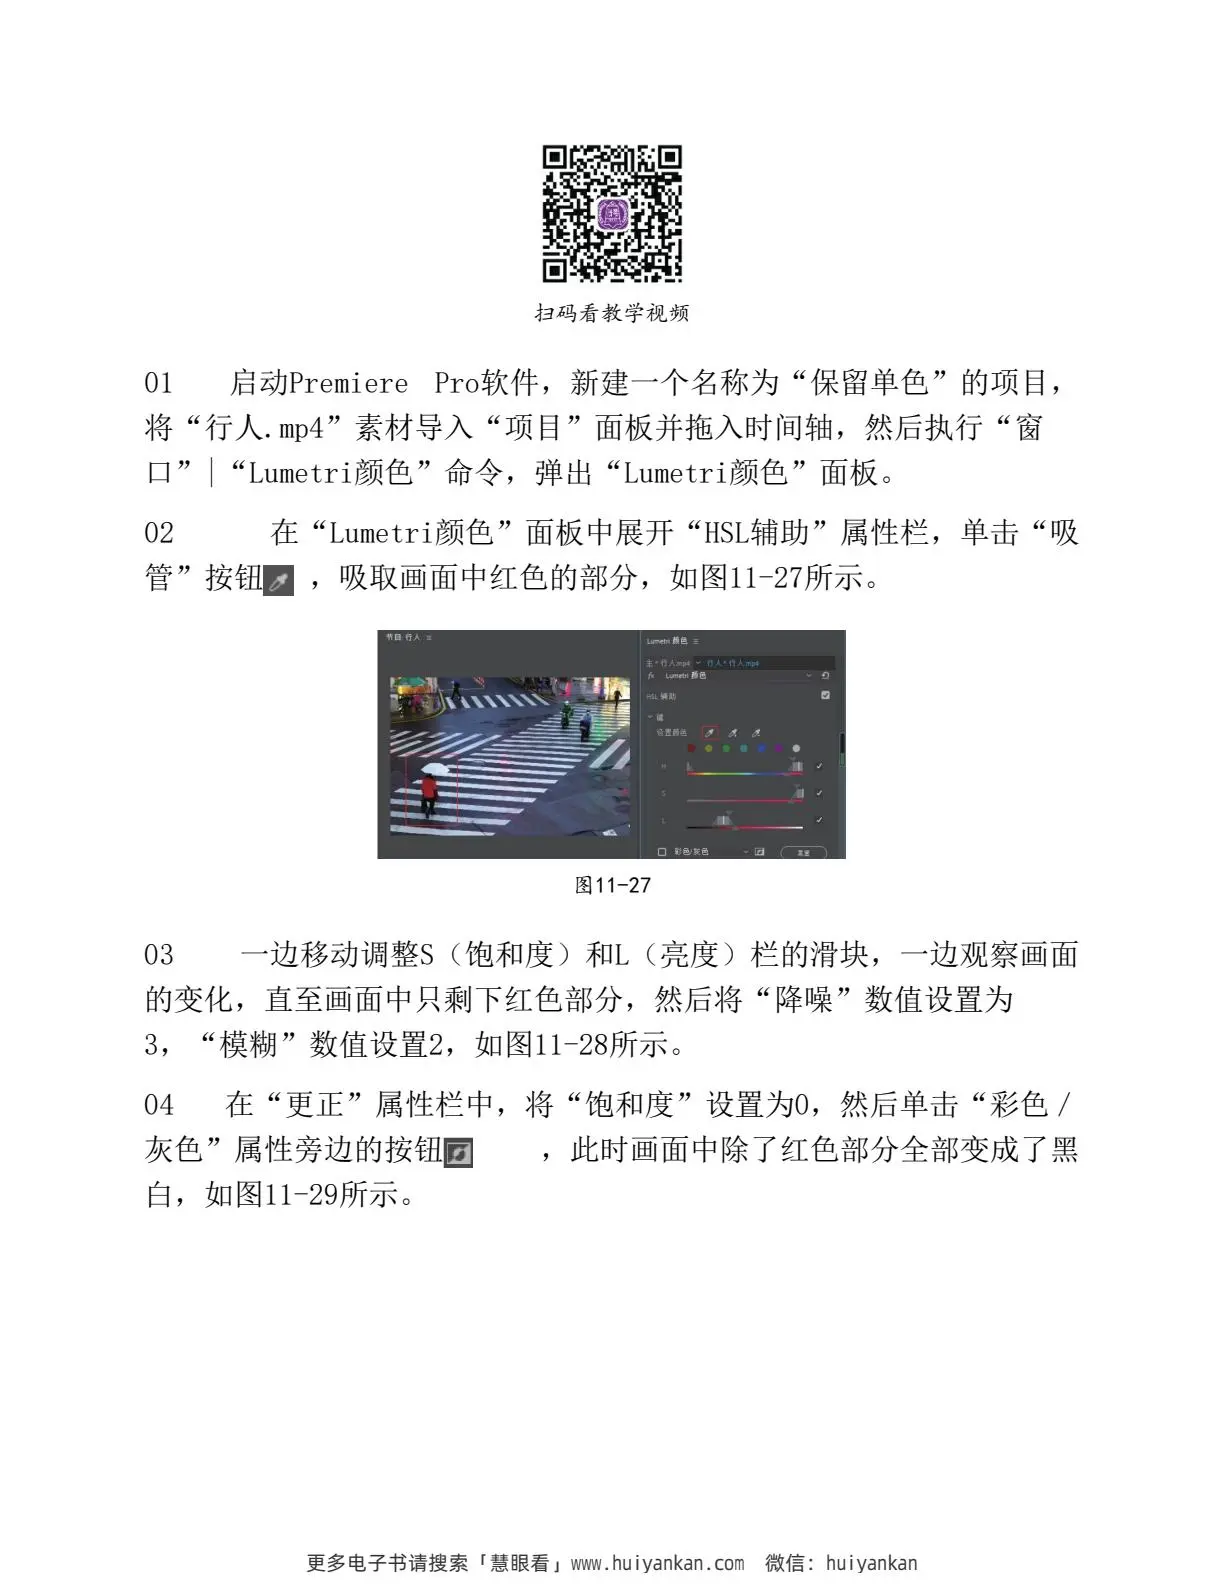 扫码看教学视频
01 启动Premiere Pro软件，新建一个名称为“保留单色”的项目，
将“行人.mp4”素材导入“项目”面板并拖入时间轴，然后执行“窗
口”|“Lumetri颜色”命令，弹出“Lumetri颜色”面板。
02 在“Lumetri颜色”面板中展开“HSL辅助”属性栏，单击“吸
管”按钮 ，吸取画面中红色的部分，如图11-27所示。
节目: 行人
Lumetri 颜色
主 * 行人.mp4 行人 * 行人.mp4
fx Lumetri 颜色
HSL 辅助
键
设置颜色
H
S
L
彩色/灰色 重置
图11-27
03 一边移动调整S（饱和度）和L（亮度）栏的滑块，一边观察画面
的变化，直至画面中只剩下红色部分，然后将“降噪”数值设置为
3，“模糊”数值设置2，如图11-28所示。
04 在“更正”属性栏中，将“饱和度”设置为0，然后单击“彩色／
灰色”属性旁边的按钮 ，此时画面中除了红色部分全部变成了黑
白，如图11-29所示。
更多电子书请搜索「慧眼看」www.huiyankan.com 微信：huiyankan